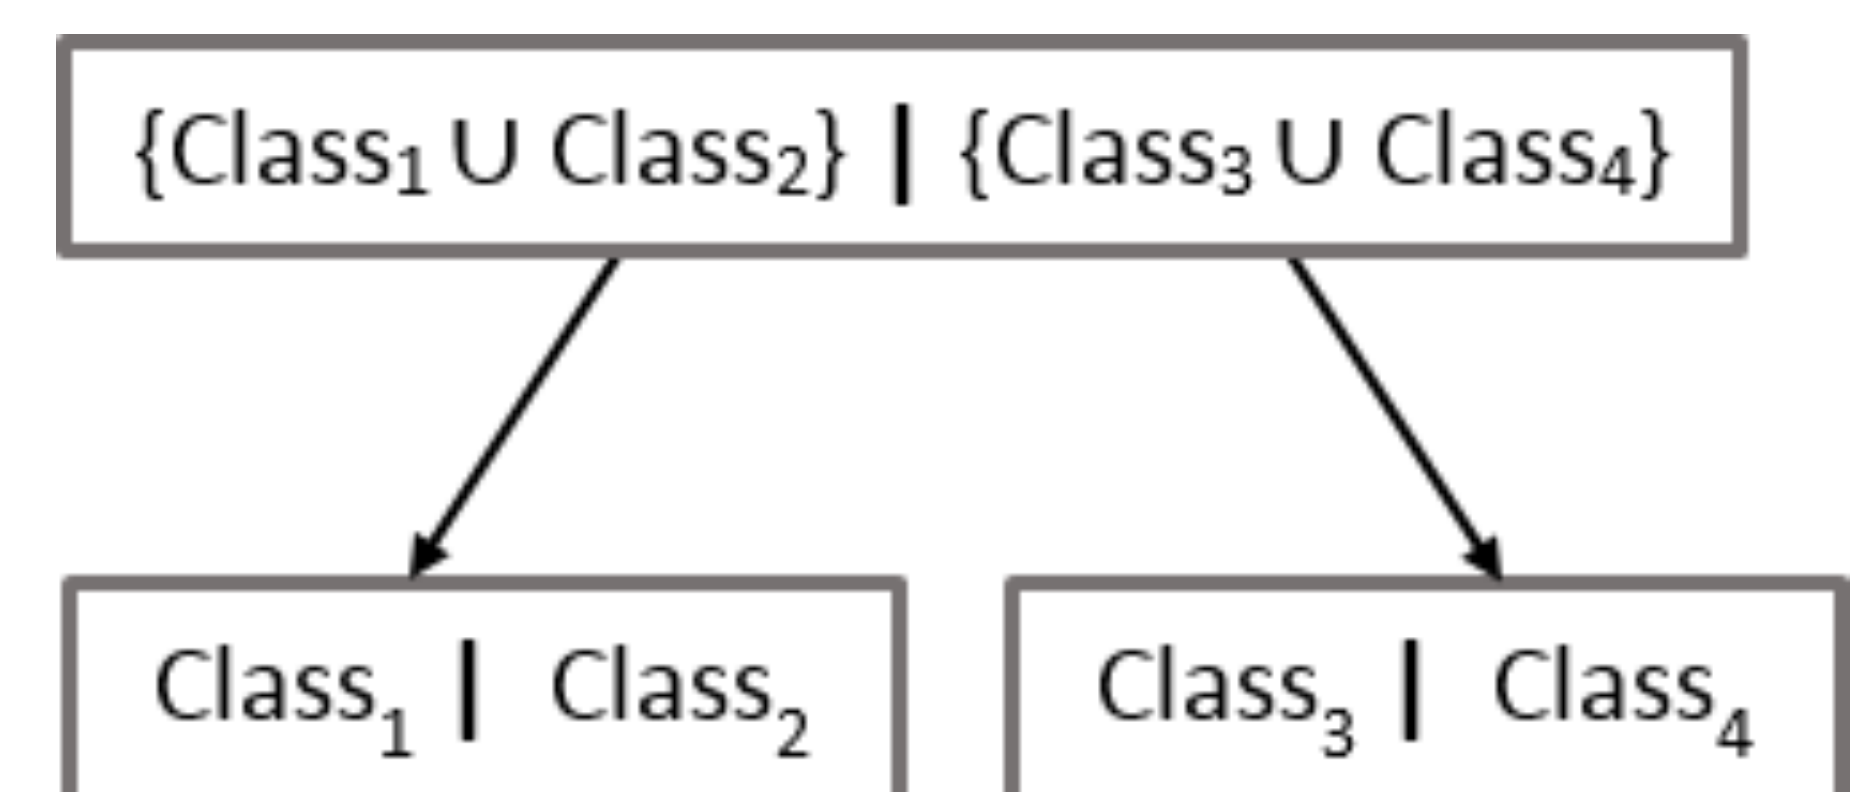 {Class₁ ∪ Class₂} | {Class₃ ∪ Class₄}
Class₁ | Class₂
Class₃ | Class₄